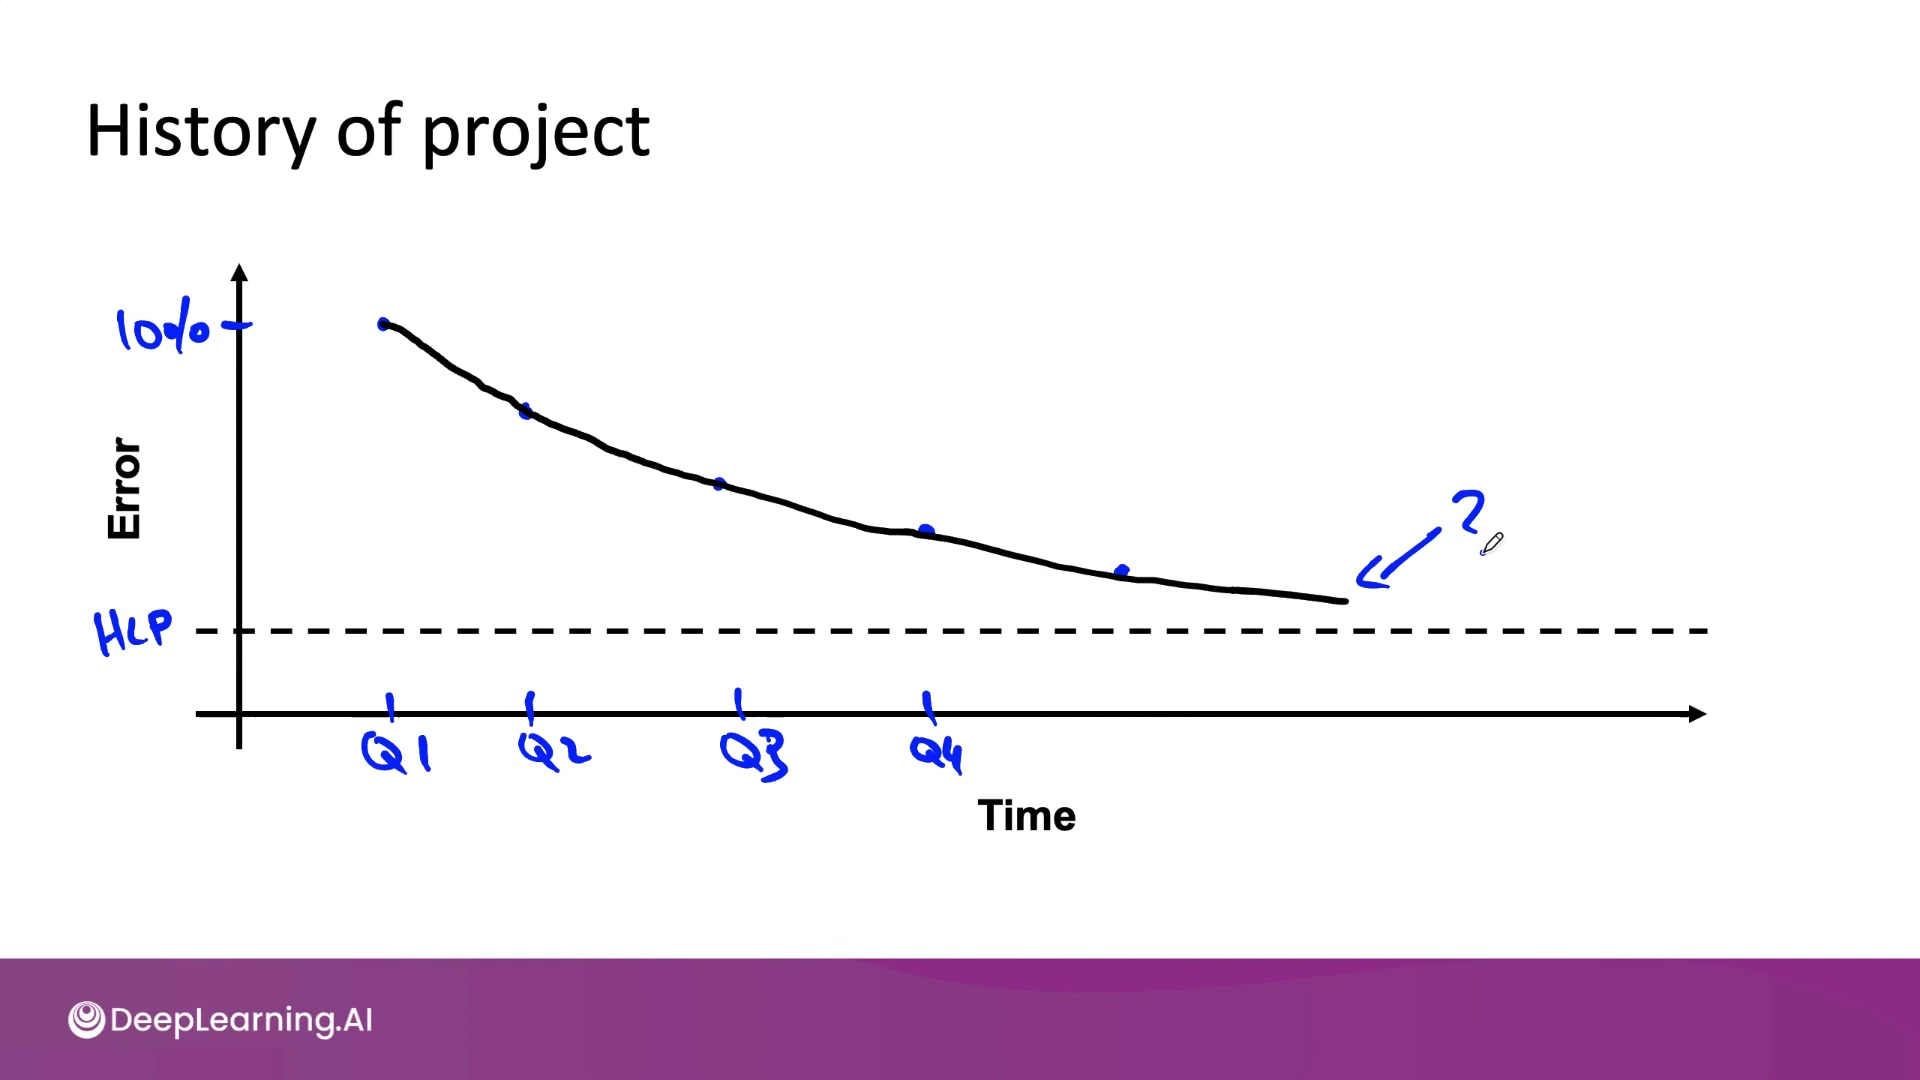 History of project
10%
Error
?
HLP
Q1 Q2 Q3 Q4
Time
DeepLearning.AI